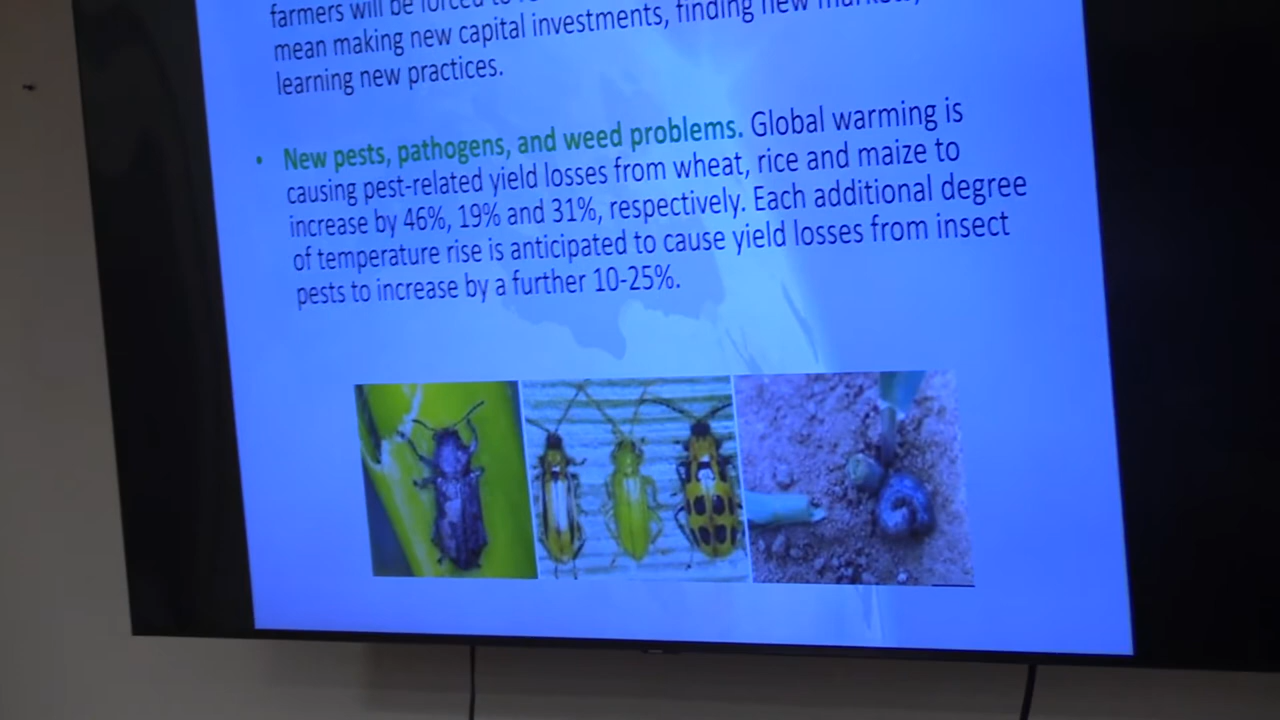 farmers will be forced to
mean making new capital investments, finding new markets,
learning new practices.
• New pests, pathogens, and weed problems. Global warming is
causing pest-related yield losses from wheat, rice and maize to
increase by 46%, 19% and 31%, respectively. Each additional degree
of temperature rise is anticipated to cause yield losses from insect
pests to increase by a further 10-25%.